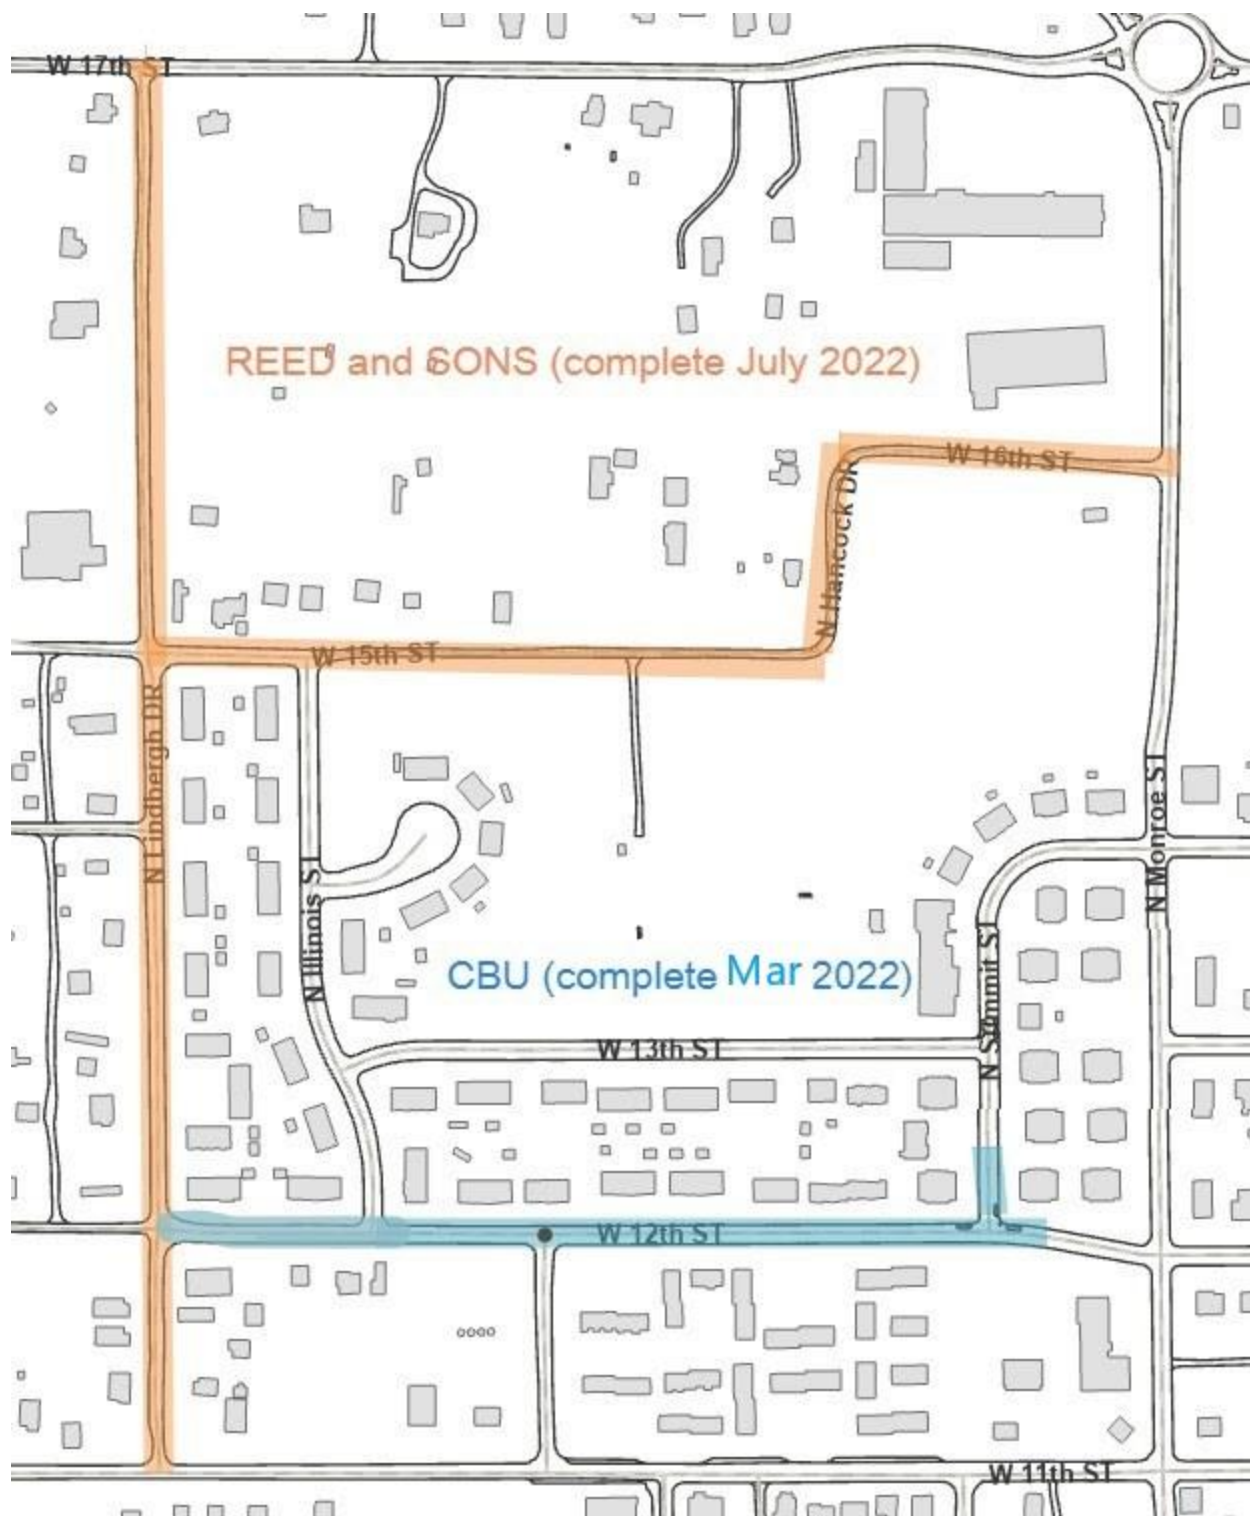 W 17th ST
REED and SONS (complete July 2022)
W 16th ST
N Hancock DR
W 15th ST
N Lindbergh DR
N Monroe ST
N Illinois ST
CBU (complete Mar 2022)
N Summit ST
W 13th ST
W 12th ST
W 11th ST